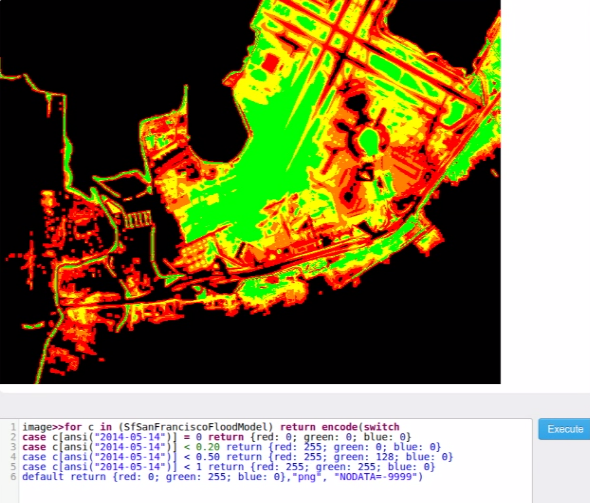 1 image>>for c in (SfSanFranciscoFloodModel) return encode(switch
2 case c[ansi("2014-05-14")] = 0 return {red: 0; green: 0; blue: 0}
3 case c[ansi("2014-05-14")] < 0.20 return {red: 255; green: 0; blue: 0}
4 case c[ansi("2014-05-14")] < 0.50 return {red: 255; green: 128; blue: 0}
5 case c[ansi("2014-05-14")] < 1 return {red: 255; green: 255; blue: 0}
6 default return {red: 0; green: 255; blue: 0},"png", "NODATA=-9999")
Execute